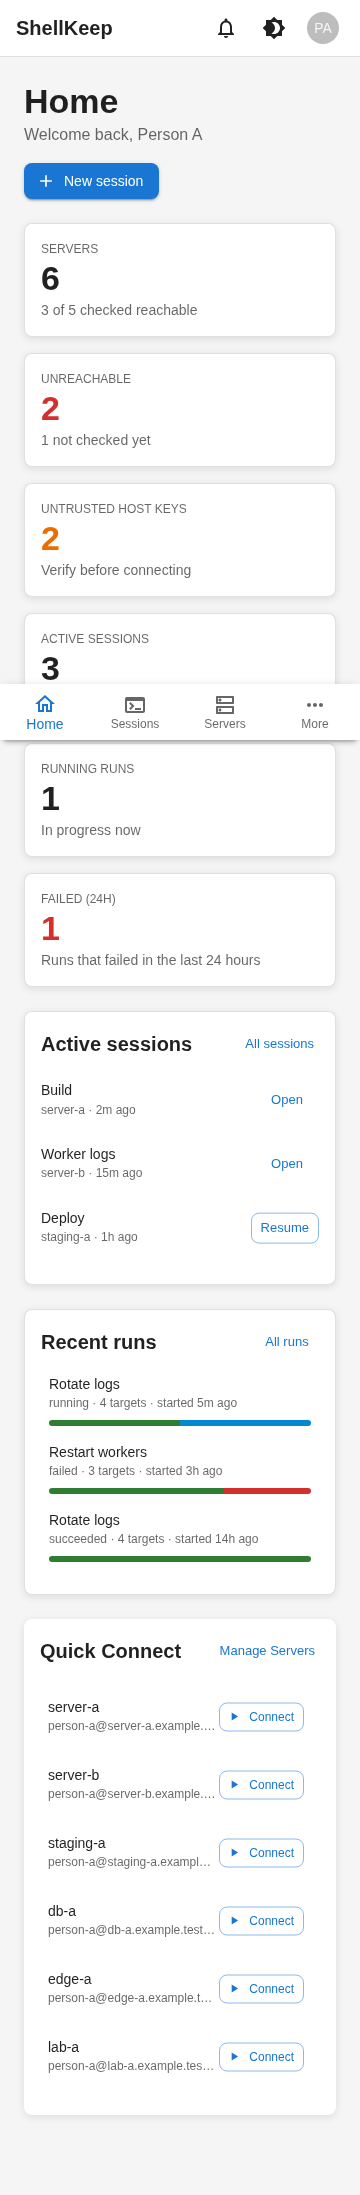 ShellKeep
PA
Home
Welcome back, Person A
New session
SERVERS
6
3 of 5 checked reachable
UNREACHABLE
2
1 not checked yet
UNTRUSTED HOST KEYS
2
Verify before connecting
ACTIVE SESSIONS
3
Home
Sessions
Servers
More
RUNNING RUNS
1
In progress now
FAILED (24H)
1
Runs that failed in the last 24 hours
Active sessions
All sessions
Build
server-a · 2m ago
Open
Worker logs
server-b · 15m ago
Open
Deploy
staging-a · 1h ago
Resume
Recent runs
All runs
Rotate logs
running · 4 targets · started 5m ago
Restart workers
failed · 3 targets · started 3h ago
Rotate logs
succeeded · 4 targets · started 14h ago
Quick Connect
Manage Servers
server-a
person-a@server-a.example.…
Connect
server-b
person-a@server-b.example.…
Connect
staging-a
person-a@staging-a.exampl…
Connect
db-a
person-a@db-a.example.test…
Connect
edge-a
person-a@edge-a.example.t…
Connect
lab-a
person-a@lab-a.example.tes…
Connect